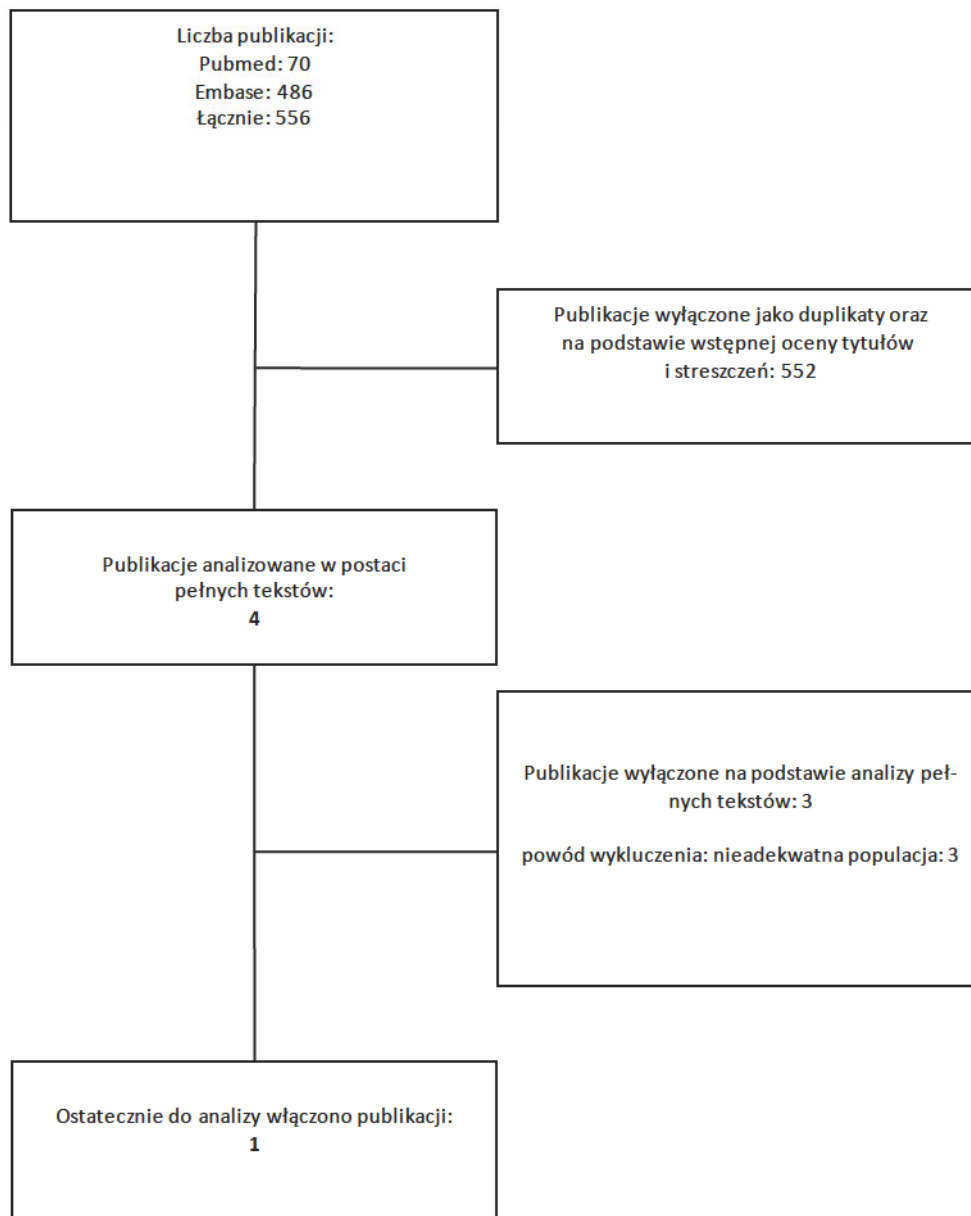 Liczba publikacji:
Pubmed: 70
Embase: 486
Łącznie: 556
Publikacje wyłączone jako duplikaty oraz
na podstawie wstępnej oceny tytułów
i streszczeń: 552
Publikacje analizowane w postaci
pełnych tekstów:
4
Publikacje wyłączone na podstawie analizy peł-
nych tekstów: 3
powód wykluczenia: nieadekwatna populacja: 3
Ostatecznie do analizy włączono publikacji:
1